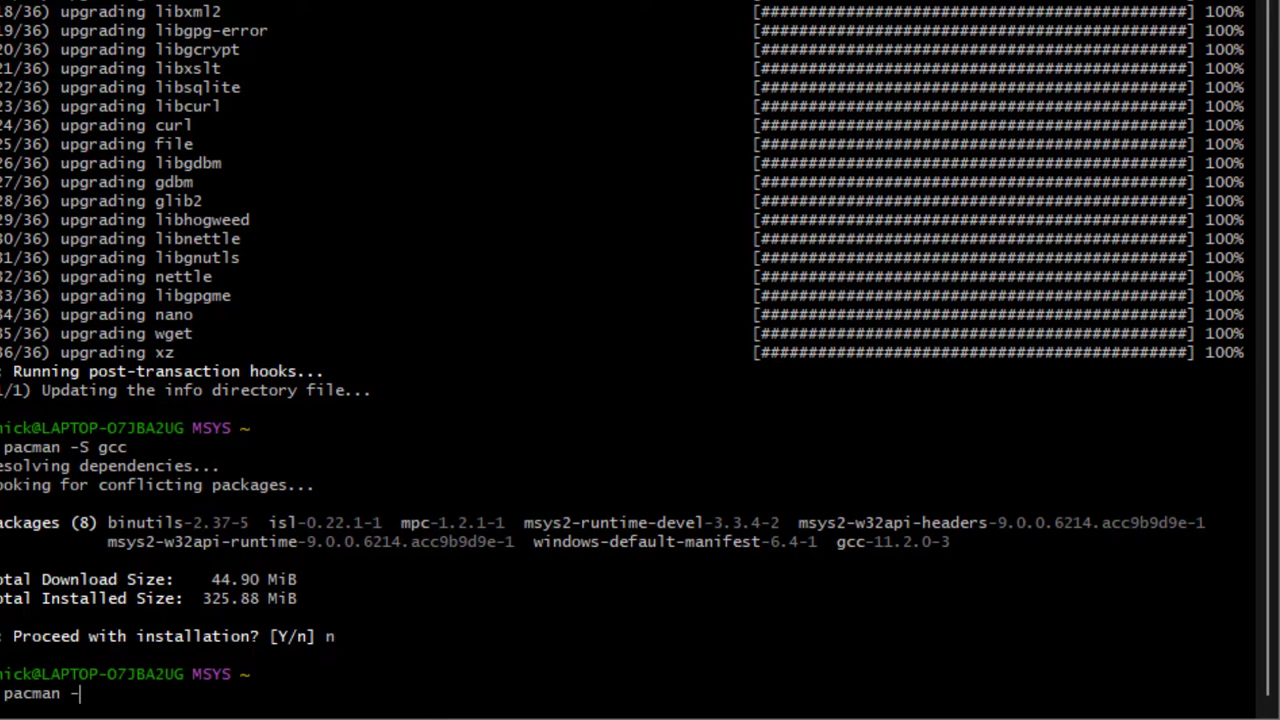 18/36) upgrading libxml2 [#############################################] 100%
19/36) upgrading libgpg-error [#############################################] 100%
20/36) upgrading libgcrypt [#############################################] 100%
21/36) upgrading libxslt [#############################################] 100%
22/36) upgrading libsqlite [#############################################] 100%
23/36) upgrading libcurl [#############################################] 100%
24/36) upgrading curl [#############################################] 100%
25/36) upgrading file [#############################################] 100%
26/36) upgrading libgdbm [#############################################] 100%
27/36) upgrading gdbm [#############################################] 100%
28/36) upgrading glib2 [#############################################] 100%
29/36) upgrading libhogweed [#############################################] 100%
30/36) upgrading libnettle [#############################################] 100%
31/36) upgrading libgnutls [#############################################] 100%
32/36) upgrading nettle [#############################################] 100%
33/36) upgrading libgpgme [#############################################] 100%
34/36) upgrading nano [#############################################] 100%
35/36) upgrading wget [#############################################] 100%
36/36) upgrading xz [#############################################] 100%
: Running post-transaction hooks...
1/1) Updating the info directory file...
nick@LAPTOP-O7JBA2UG MSYS ~
pacman -S gcc
esolving dependencies...
ooking for conflicting packages...
ackages (8) binutils-2.37-5 isl-0.22.1-1 mpc-1.2.1-1 msys2-runtime-devel-3.3.4-2 msys2-w32api-headers-9.0.0.6214.acc9b9d9e-1
msys2-w32api-runtime-9.0.0.6214.acc9b9d9e-1 windows-default-manifest-6.4-1 gcc-11.2.0-3
otal Download Size: 44.90 MiB
otal Installed Size: 325.88 MiB
: Proceed with installation? [Y/n] n
nick@LAPTOP-O7JBA2UG MSYS ~
pacman -